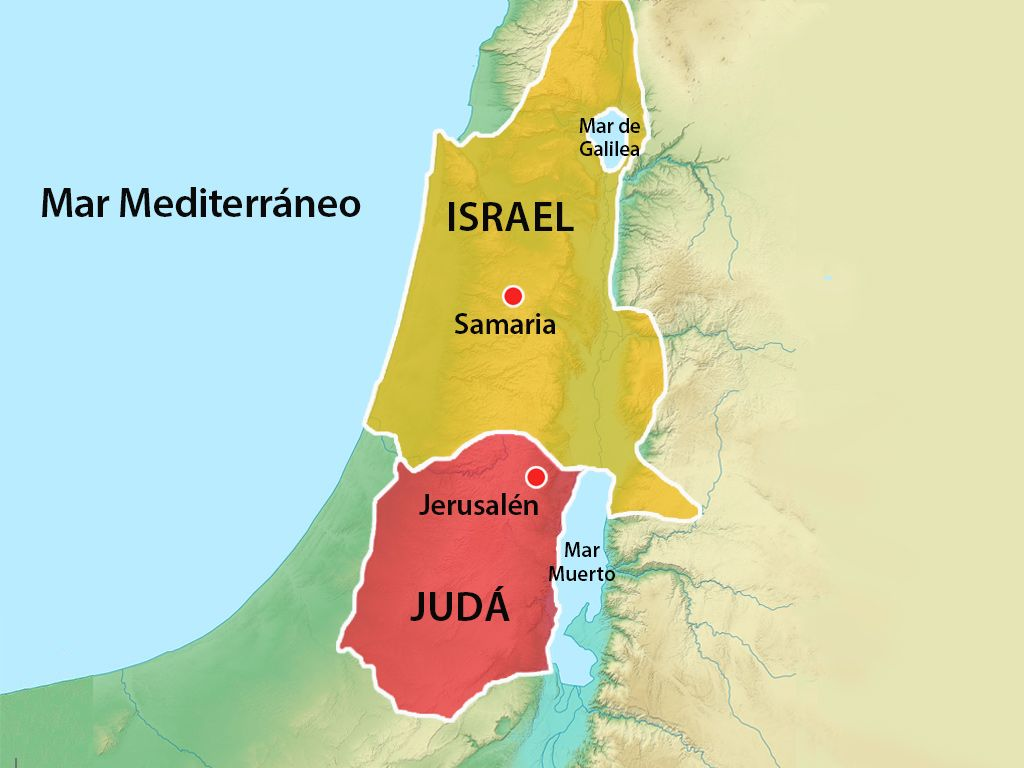 Mar de
Galilea
Mar Mediterráneo
ISRAEL
Samaria
Jerusalén
Mar
Muerto
JUDÁ